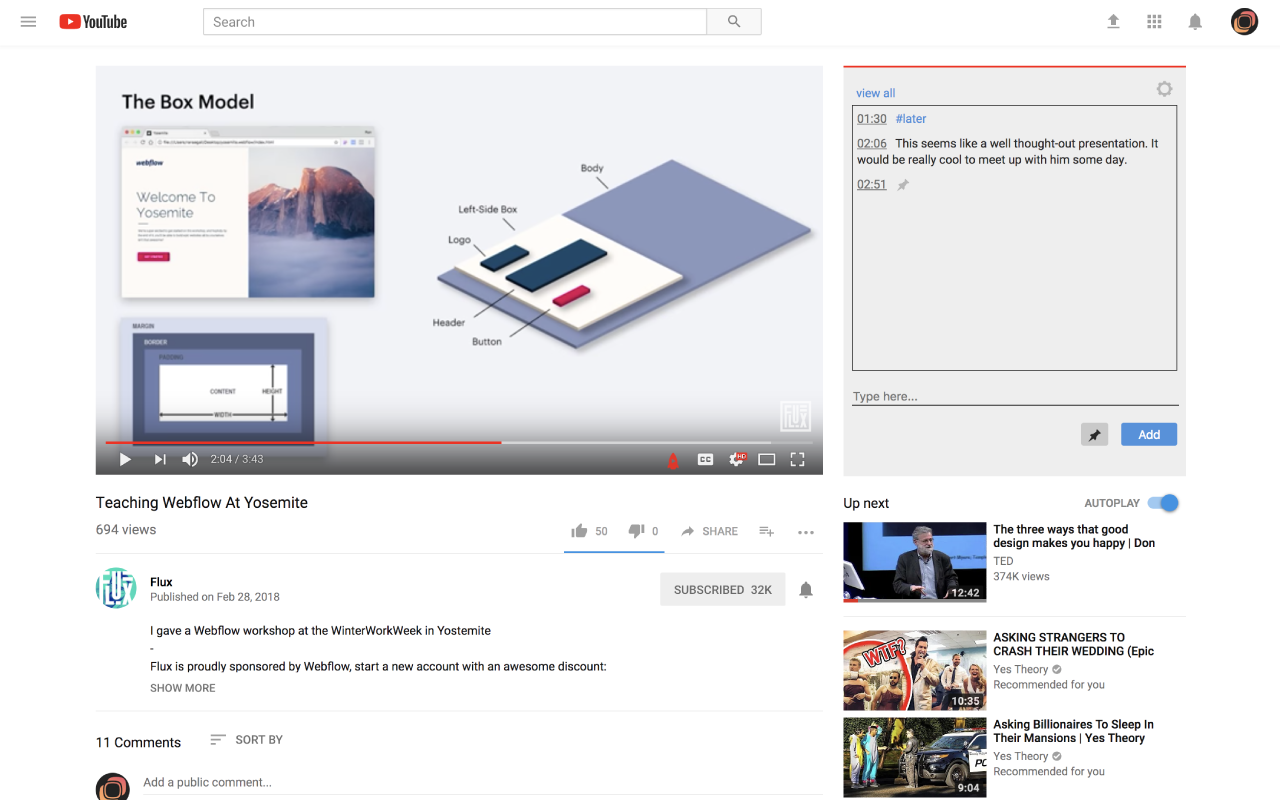 YouTube
Search
The Box Model
webflow
Welcome To
Yosemite
MARGIN
BORDER
PADDING
CONTENT
HEIGHT
WIDTH
Body
Left-Side Box
Logo
Header
Button
FLUX
2:04 / 3:43
CC
HD
view all
01:30 #later
02:06 This seems like a well thought-out presentation. It
would be really cool to meet up with him some day.
02:51
Type here...
Add
Teaching Webflow At Yosemite
694 views
50
0
SHARE
FLUX
Flux
Published on Feb 28, 2018
SUBSCRIBED 32K
I gave a Webflow workshop at the WinterWorkWeek in Yostemite
-
Flux is proudly sponsored by Webflow, start a new account with an awesome discount:
SHOW MORE
11 Comments
SORT BY
Add a public comment...
Up next
AUTOPLAY
12:42
The three ways that good
design makes you happy | Don
TED
374K views
WTF?
10:35
ASKING STRANGERS TO
CRASH THEIR WEDDING (Epic
Yes Theory
Recommended for you
9:04
Asking Billionaires To Sleep In
Their Mansions | Yes Theory
Yes Theory
Recommended for you